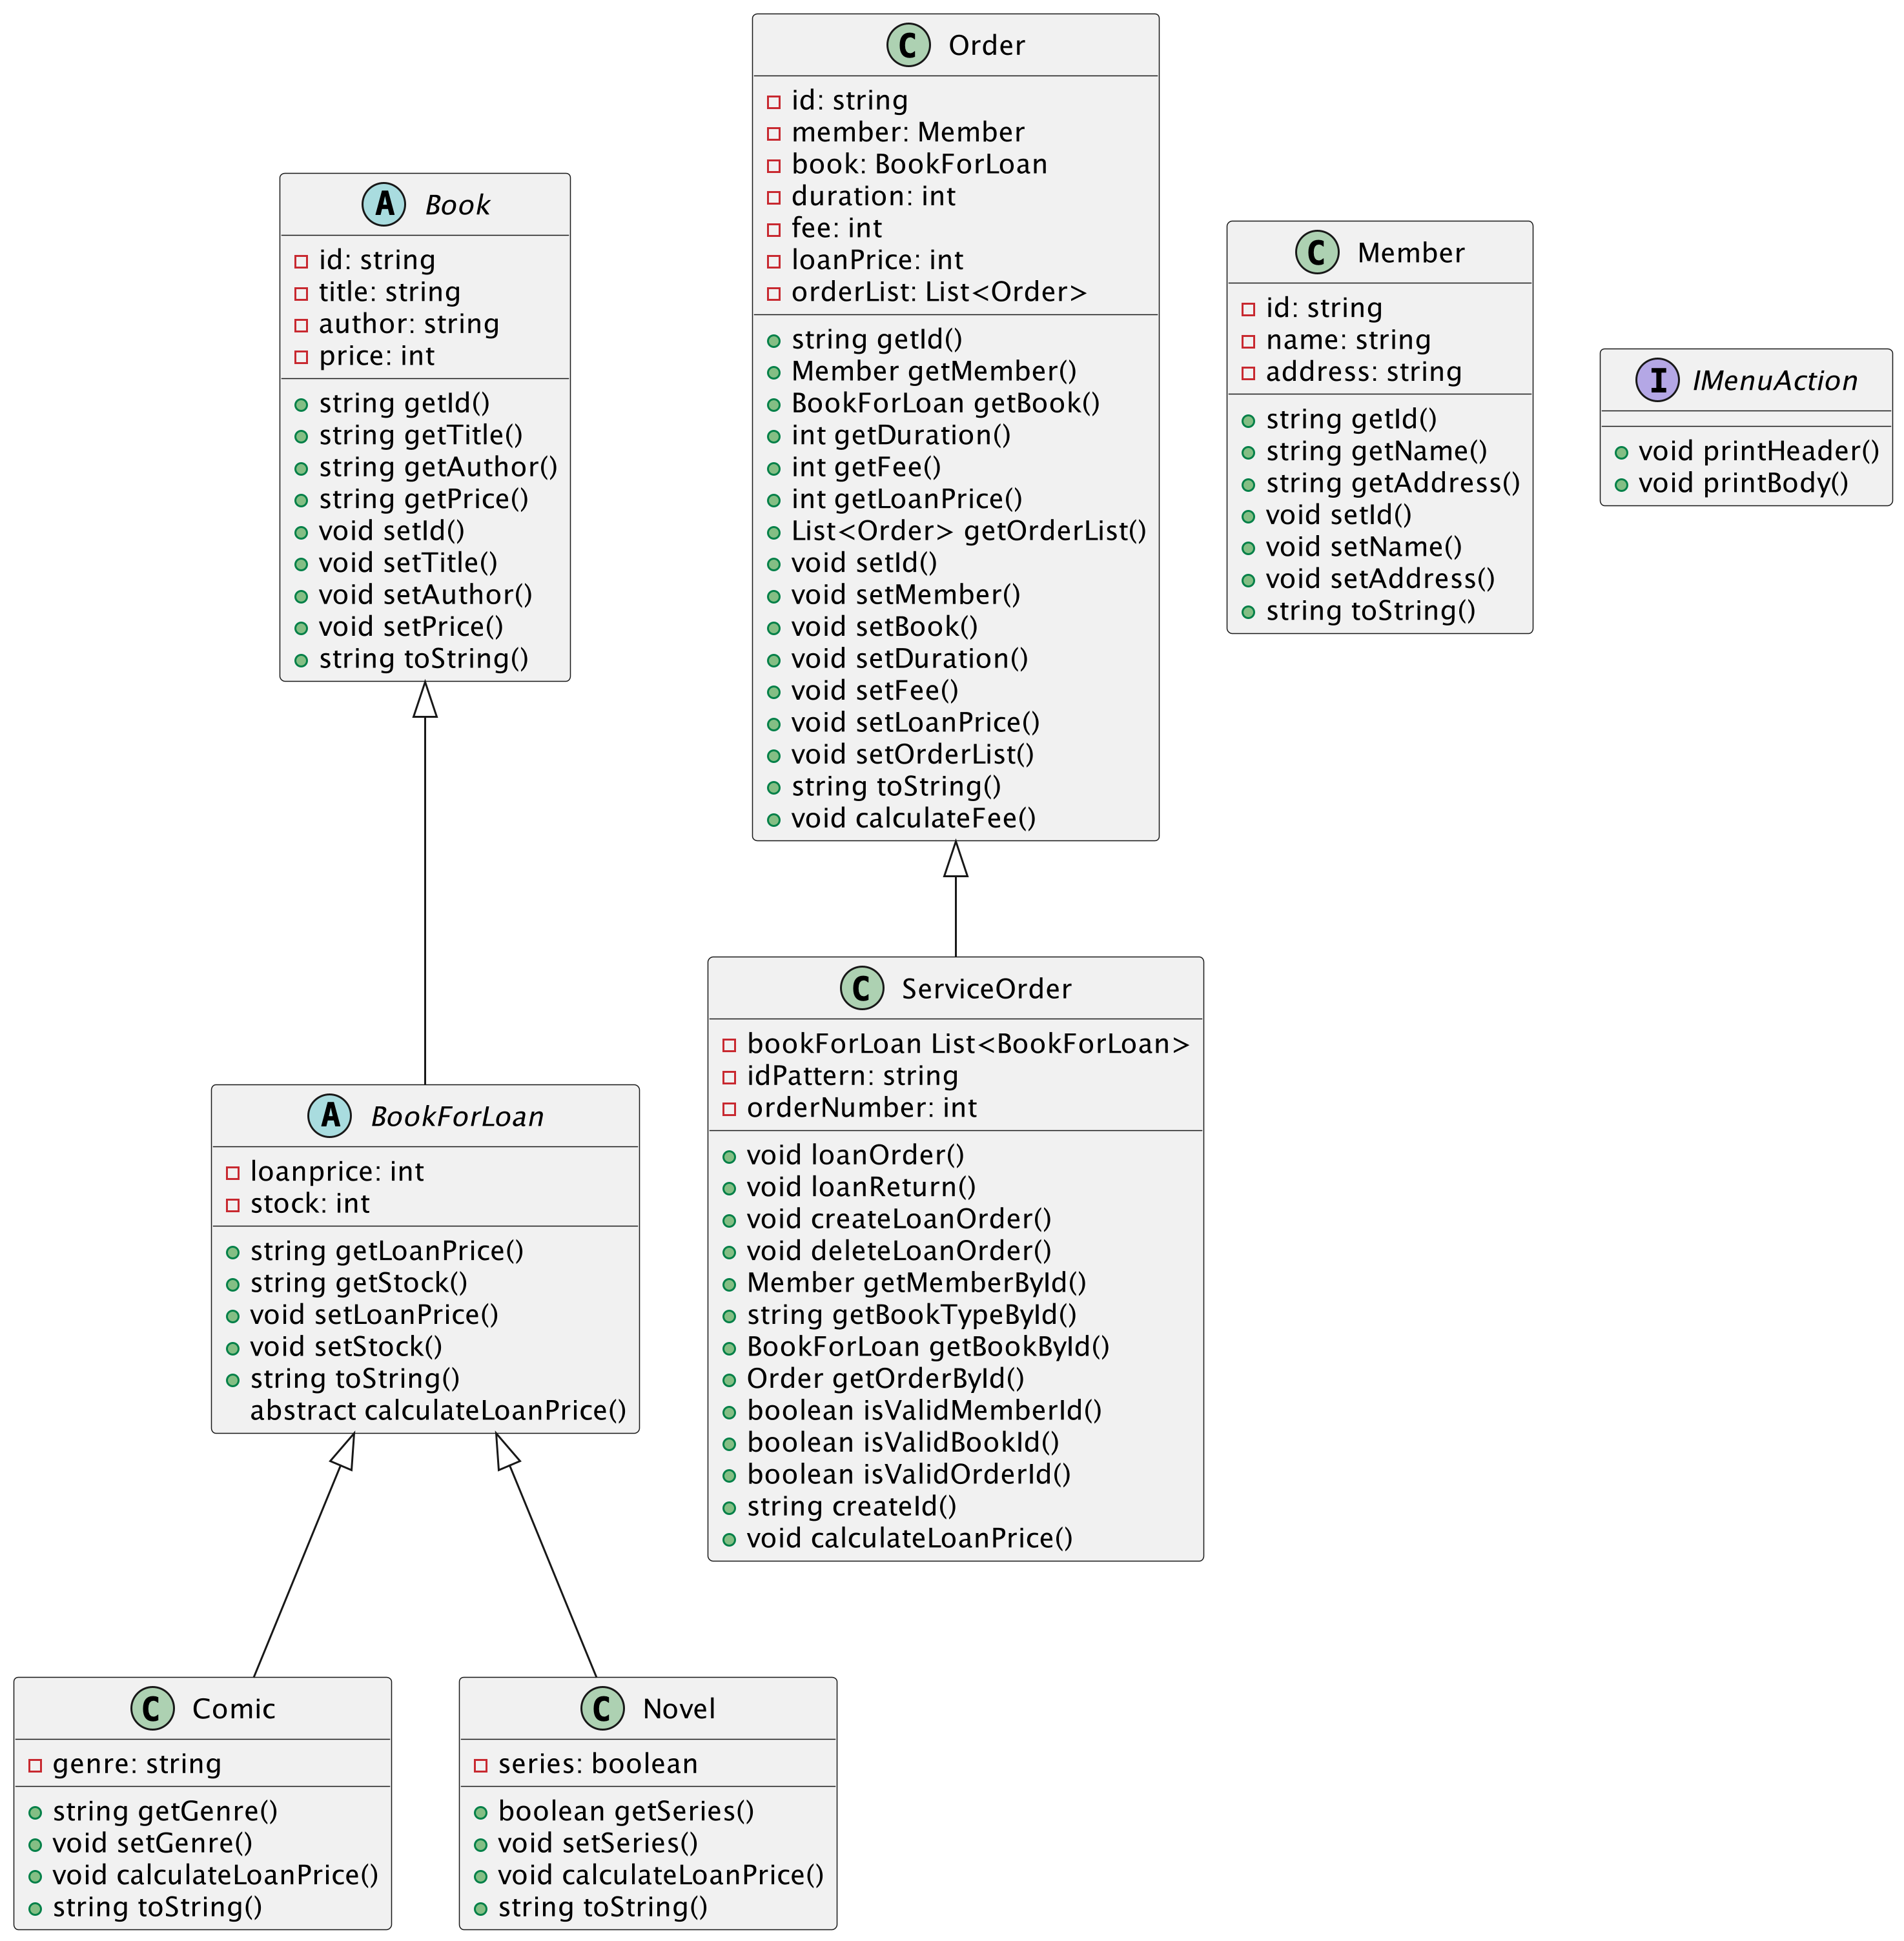 A Book
id: string
title: string
author: string
price: int
string getId()
string getTitle()
string getAuthor()
string getPrice()
void setId()
void setTitle()
void setAuthor()
void setPrice()
string toString()
C Order
id: string
member: Member
book: BookForLoan
duration: int
fee: int
loanPrice: int
orderList: List<Order>
string getId()
Member getMember()
BookForLoan getBook()
int getDuration()
int getFee()
int getLoanPrice()
List<Order> getOrderList()
void setId()
void setMember()
void setBook()
void setDuration()
void setFee()
void setLoanPrice()
void setOrderList()
string toString()
void calculateFee()
C Member
id: string
name: string
address: string
string getId()
string getName()
string getAddress()
void setId()
void setName()
void setAddress()
string toString()
I IMenuAction
void printHeader()
void printBody()
A BookForLoan
loanprice: int
stock: int
string getLoanPrice()
string getStock()
void setLoanPrice()
void setStock()
string toString()
abstract calculateLoanPrice()
C ServiceOrder
bookForLoan List<BookForLoan>
idPattern: string
orderNumber: int
void loanOrder()
void loanReturn()
void createLoanOrder()
void deleteLoanOrder()
Member getMemberById()
string getBookTypeById()
BookForLoan getBookById()
Order getOrderById()
boolean isValidMemberId()
boolean isValidBookId()
boolean isValidOrderId()
string createId()
void calculateLoanPrice()
C Comic
genre: string
string getGenre()
void setGenre()
void calculateLoanPrice()
string toString()
C Novel
series: boolean
boolean getSeries()
void setSeries()
void calculateLoanPrice()
string toString()